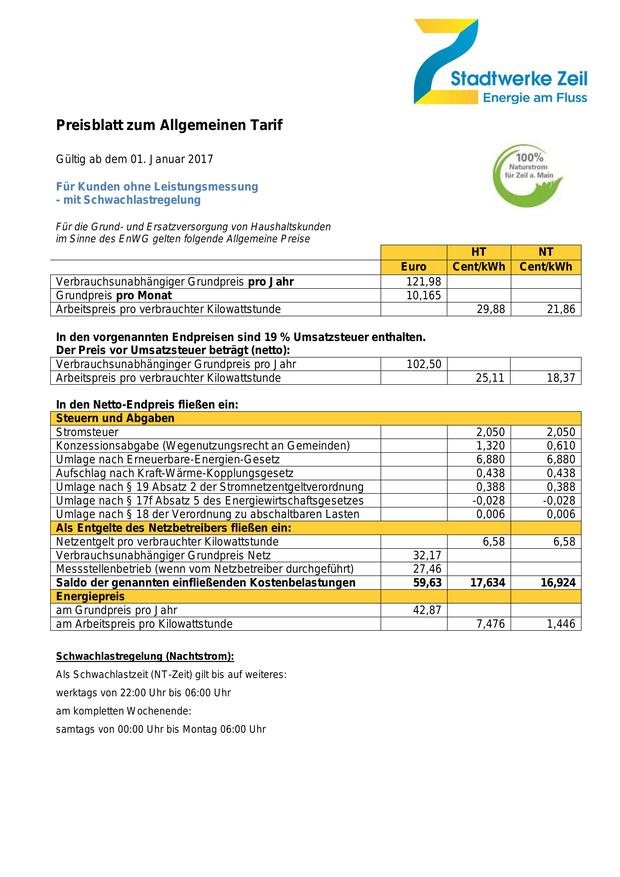 Stadtwerke Zeil
Energie am Fluss
Preisblatt zum Allgemeinen Tarif
Gültig ab dem 01. Januar 2017
100%
Naturstrom
für Zeil a. Main
Für Kunden ohne Leistungsmessung
- mit Schwachlastregelung
Für die Grund- und Ersatzversorgung von Haushaltskunden
im Sinne des EnWG gelten folgende Allgemeine Preise
HT NT
Euro Cent/kWh Cent/kWh
Verbrauchsunabhängiger Grundpreis pro Jahr 121,98
Grundpreis pro Monat 10,165
Arbeitspreis pro verbrauchter Kilowattstunde 29,88 21,86
In den vorgenannten Endpreisen sind 19 % Umsatzsteuer enthalten.
Der Preis vor Umsatzsteuer beträgt (netto):
Verbrauchsunabhänginger Grundpreis pro Jahr 102,50
Arbeitspreis pro verbrauchter Kilowattstunde 25,11 18,37
In den Netto-Endpreis fließen ein:
Steuern und Abgaben
Stromsteuer 2,050 2,050
Konzessionsabgabe (Wegenutzungsrecht an Gemeinden) 1,320 0,610
Umlage nach Erneuerbare-Energien-Gesetz 6,880 6,880
Aufschlag nach Kraft-Wärme-Kopplungsgesetz 0,438 0,438
Umlage nach § 19 Absatz 2 der Stromnetzentgeltverordnung 0,388 0,388
Umlage nach § 17f Absatz 5 des Energiewirtschaftsgesetzes -0,028 -0,028
Umlage nach § 18 der Verordnung zu abschaltbaren Lasten 0,006 0,006
Als Entgelte des Netzbetreibers fließen ein:
Netzentgelt pro verbrauchter Kilowattstunde 6,58 6,58
Verbrauchsunabhängiger Grundpreis Netz 32,17
Messstellenbetrieb (wenn vom Netzbetreiber durchgeführt) 27,46
Saldo der genannten einfließenden Kostenbelastungen 59,63 17,634 16,924
Energiepreis
am Grundpreis pro Jahr 42,87
am Arbeitspreis pro Kilowattstunde 7,476 1,446
Schwachlastregelung (Nachtstrom):
Als Schwachlastzeit (NT-Zeit) gilt bis auf weiteres:
werktags von 22:00 Uhr bis 06:00 Uhr
am kompletten Wochenende:
samtags von 00:00 Uhr bis Montag 06:00 Uhr